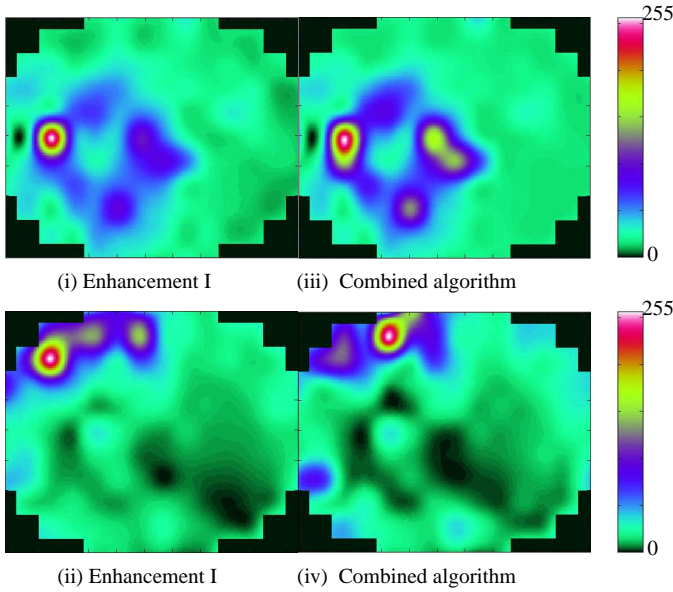 255
0
(i) Enhancement I
(iii) Combined algorithm
255
0
(ii) Enhancement I
(iv) Combined algorithm